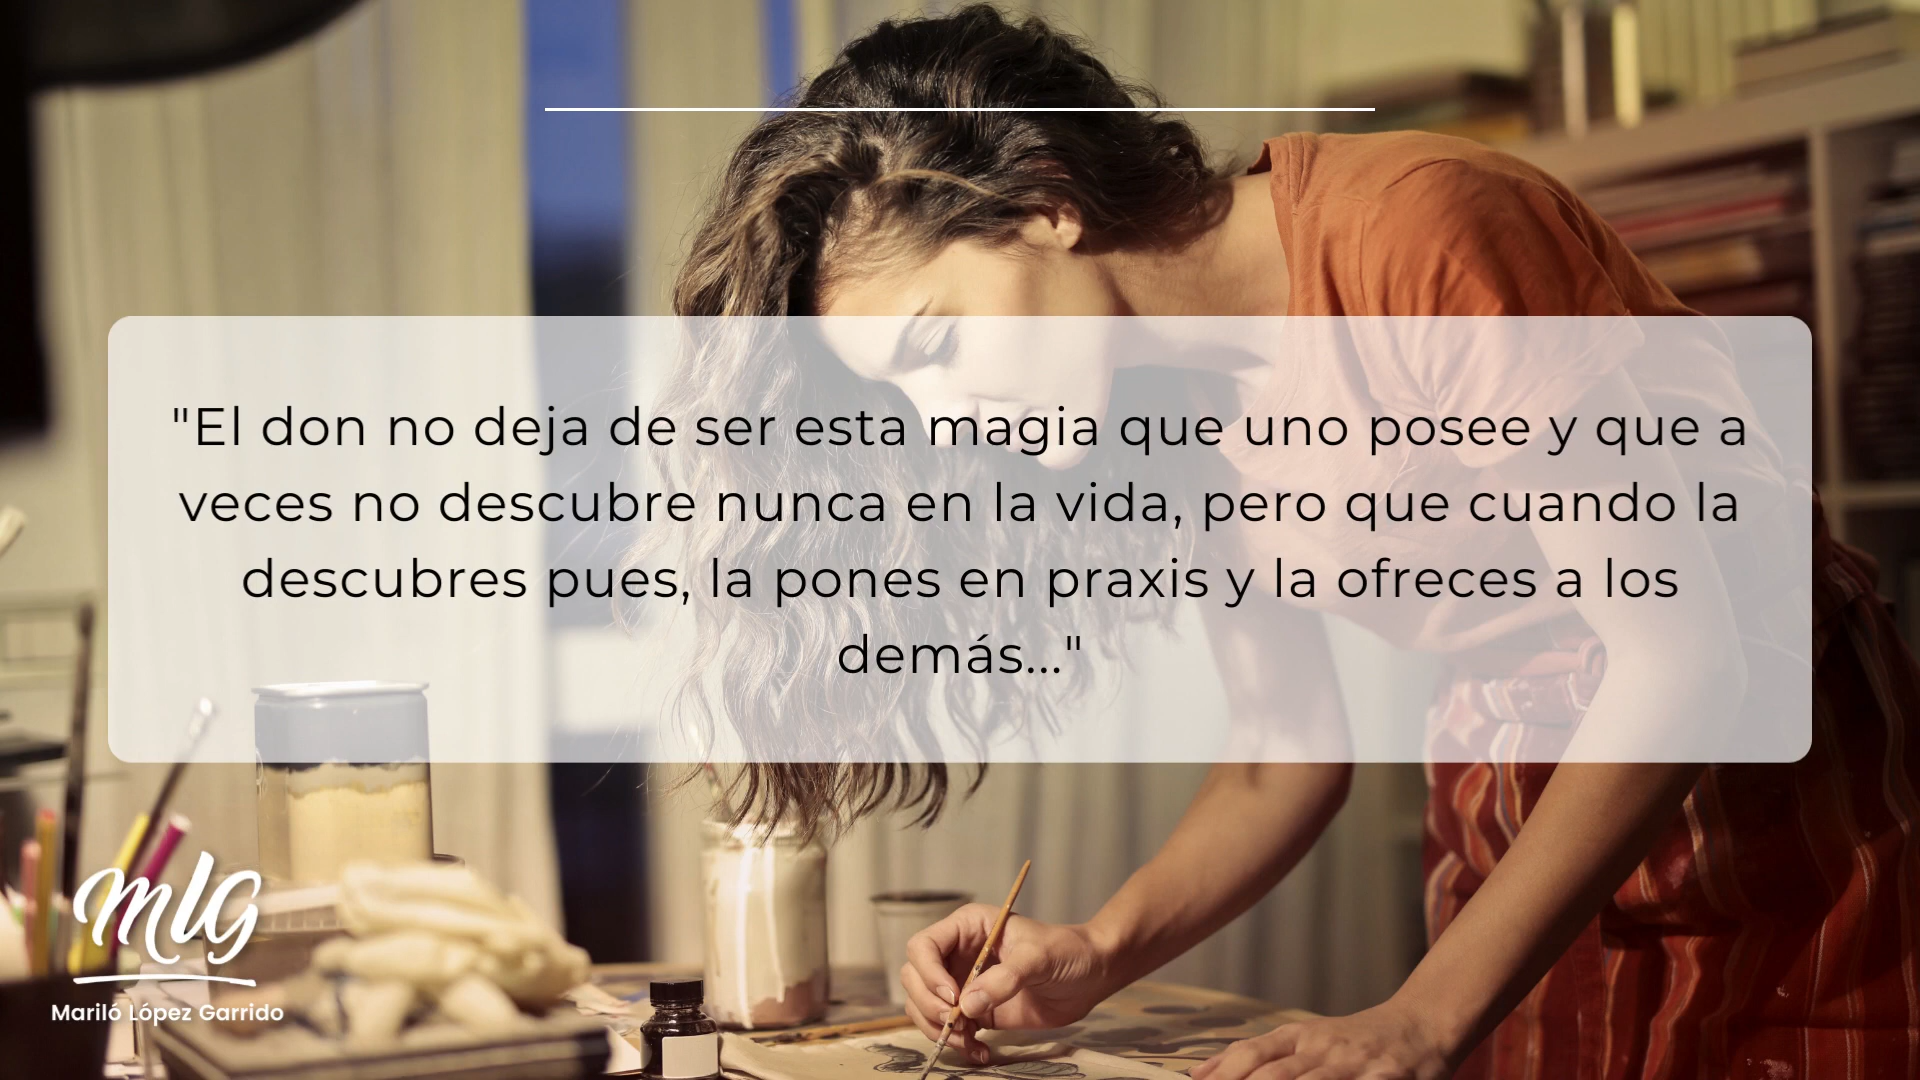 "El don no deja de ser esta magia que uno posee y que a
veces no descubre nunca en la vida, pero que cuando la
descubres pues, la pones en praxis y la ofreces a los
demás..."
MLG
Mariló López Garrido